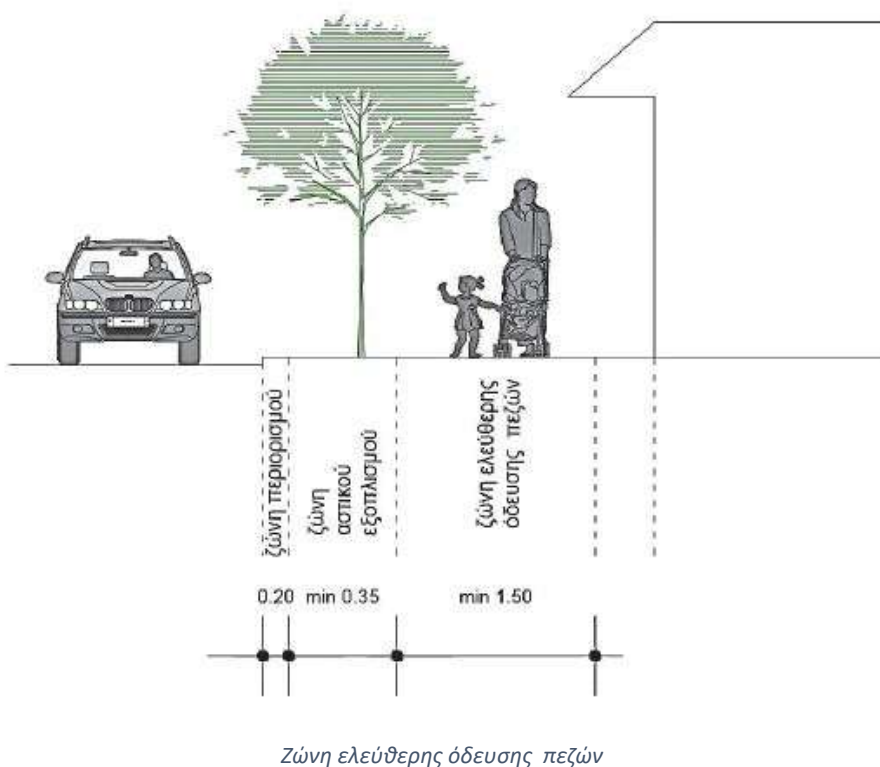 ζώνη περιορισμού
ζώνη
αστικού
εξοπλισμού
ζώνη ελεύθερης
όδευσης πεζών
0.20 min 0.35 min 1.50
Ζώνη ελεύθερης όδευσης πεζών